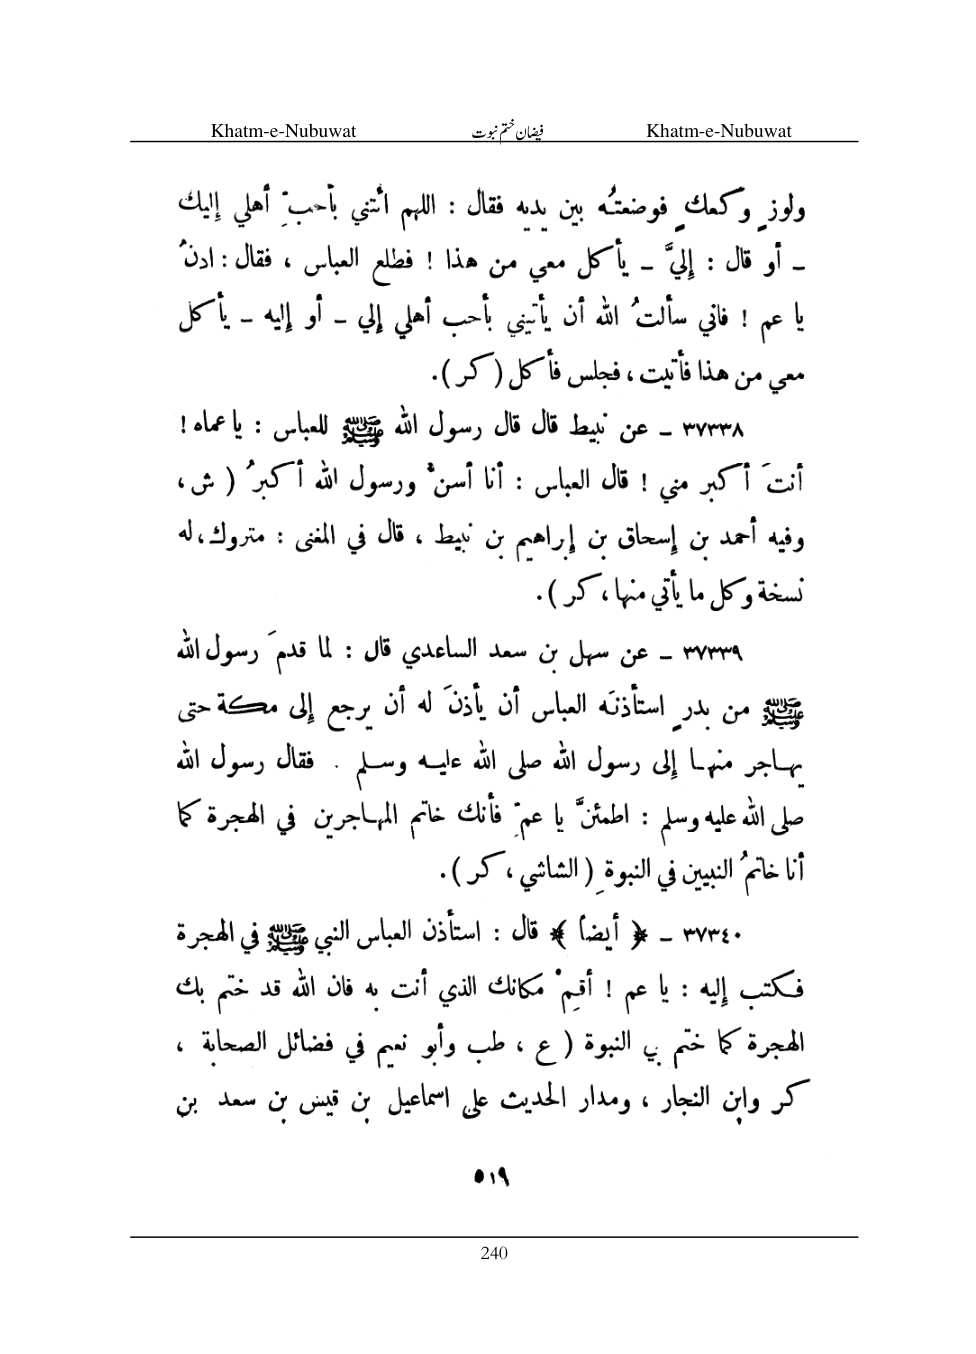 Khatm-e-Nubuwat فیضان ختم نبوت Khatm-e-Nubuwat
ولوزٍ وكعكٍ فوضعتُه بين يديه فقال : اللهم ائتني بأحبِّ أهلي إليك
ـ أو قال : إليَّ ـ يأكل معي من هذا ! فطلع العباس ، فقال : ادنُ
يا عم ! فاني سألتُ الله أن يأتيني بأحب أهلي إلي ـ أو إليه ـ يأكل
معي من هذا فأتيت ، فجلس فأكل ( كر ) .
٣٧٣٣٨ ـ عن نبيط قال قال رسول الله ﷺ للعباس : يا عماه !
أنتَ أكبر مني ! قال العباس : أنا أسنُّ ورسول الله أكبرُ ( ش ،
وفيه أحمد بن إسحاق بن إبراهيم بن نبيط ، قال في المغنى : متروك ، له
نسخة وكل ما يأتي منها ، كر ) .
٣٧٣٣٩ ـ عن سهل بن سعد الساعدي قال : لما قدمَ رسول الله
ﷺ من بدرٍ استأذنَه العباس أن يأذنَ له أن يرجع إلى مكة حتى
يهاجر منها إلى رسول الله صلى الله عليه وسلم . فقال رسول الله
صلى الله عليه وسلم : اطمئنَّ يا عمِّ فأنك خاتم المهاجرين في الهجرة كما
أنا خاتمُ النبيين في النبوةِ ( الشاشي ، كر ) .
٣٧٣٤٠ ـ ﴿ أيضاً ﴾ قال : استأذن العباس النبي ﷺ في الهجرة
فكتب إليه : يا عم ! أقِمْ مكانك الذي أنت به فان الله قد ختم بك
الهجرة كما ختّم بي النبوة ( ع ، طب وأبو نعيم في فضائل الصحابة ،
كر وابن النجار ، ومدار الحديث على اسماعيل بن قيس بن سعد بن
٥١٩
240